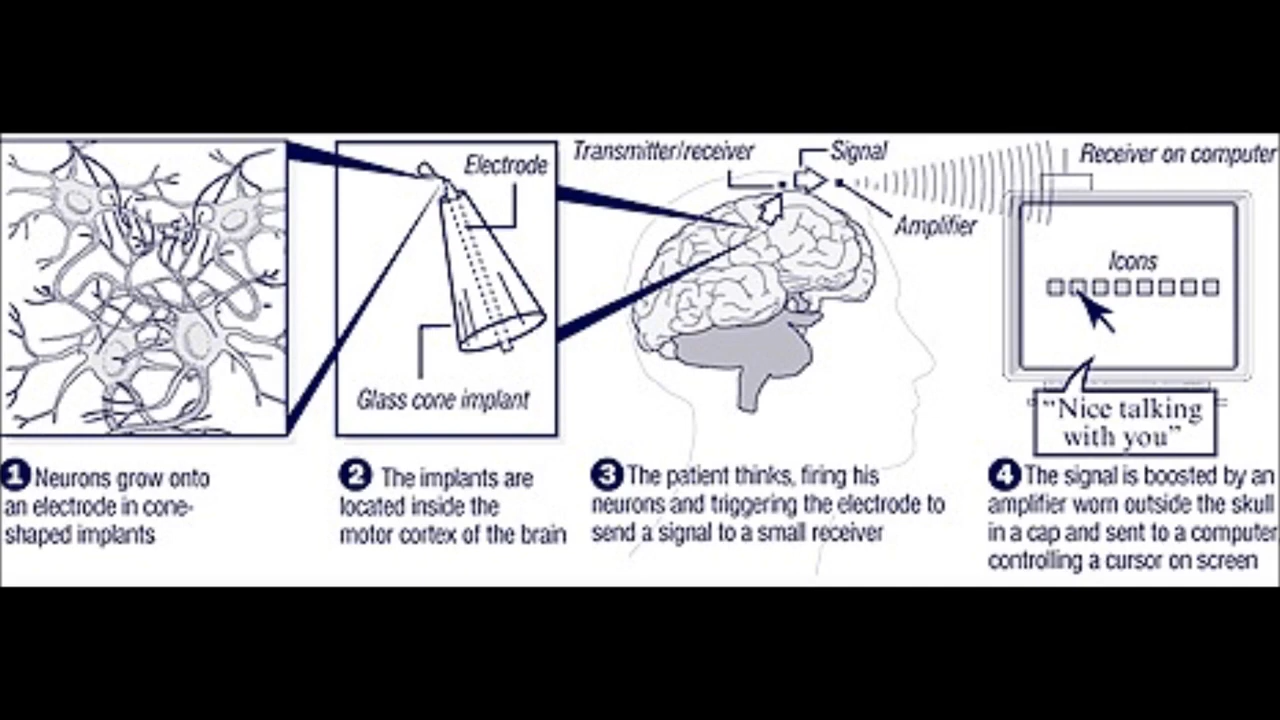 Electrode
Glass cone implant
Transmitter/receiver
Signal
Amplifier
Receiver on computer
Icons
“Nice talking
with you”
1 Neurons grow onto
an electrode in cone-
shaped implants
2 The implants are
located inside the
motor cortex of the brain
3 The patient thinks, firing his
neurons and triggering the electrode to
send a signal to a small receiver
4 The signal is boosted by an
amplifier worn outside the skull
in a cap and sent to a computer
controlling a cursor on screen